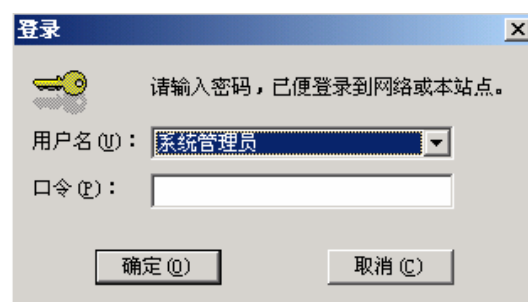 登录
请输入密码，已便登录到网络或本站点。
用户名(U)： 系统管理员
口令(P)：
确定(O) 取消(C)